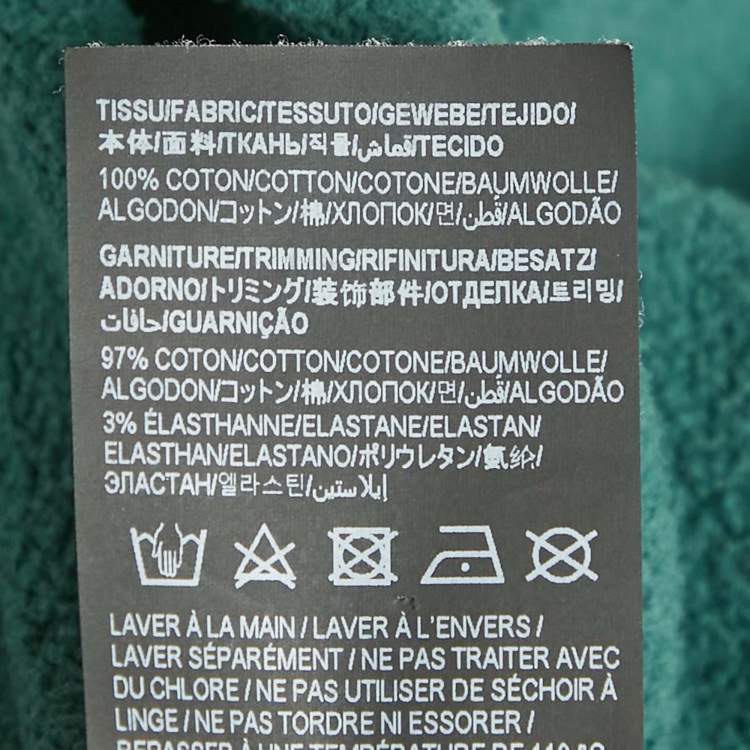 TISSU/FABRIC/TESSUTO/GEWEBE/TEJIDO/
本体/面料/ТКАНЬ/직물/قماش/TECIDO
100% COTON/COTTON/COTONE/BAUMWOLLE/
ALGODON/コットン/棉/ХЛОПОК/면/قطن/ALGODÃO
GARNITURE/TRIMMING/RIFINITURA/BESATZ/
ADORNO/トリミング/装饰部件/ОТДЕЛКА/트리밍/
حافات/GUARNIÇÃO
97% COTON/COTTON/COTONE/BAUMWOLLE/
ALGODON/コットン/棉/ХЛОПОК/면/قطن/ALGODÃO
3% ÉLASTHANNE/ELASTANE/ELASTAN/
ELASTHAN/ELASTANO/ポリウレタン/氨纶/
ЭЛАСТАН/엘라스틴/إيلاستين
LAVER À LA MAIN / LAVER À L'ENVERS /
LAVER SÉPARÉMENT / NE PAS TRAITER AVEC
DU CHLORE / NE PAS UTILISER DE SÉCHOIR À
LINGE / NE PAS TORDRE NI ESSORER /
REPASSER À UNE TEMPÉRATURE DE 110 °C